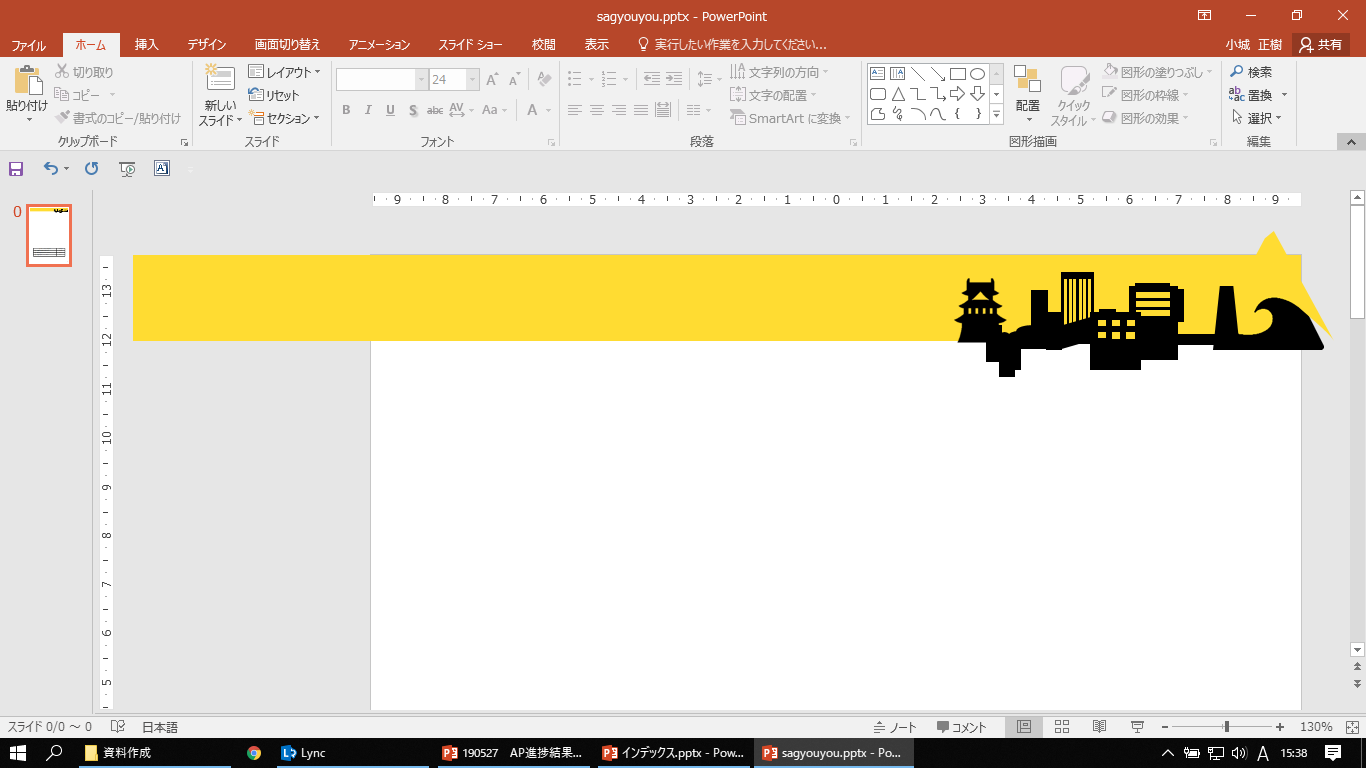 sagyouyou.pptx - PowerPoint
ファイル ホーム 挿入 デザイン 画面切り替え アニメーション スライド ショー 校閲 表示 実行したい作業を入力してください... 小城 正樹 共有
貼り付け 切り取り コピー 書式のコピー/貼り付け
クリップボード
新しい スライド レイアウト リセット セクション
スライド
24
B I U S abc AV Aa A
フォント
文字列の方向 文字の配置 SmartArt に変換
段落
配置 クイック スタイル 図形の塗りつぶし 図形の枠線 図形の効果
図形描画
検索 置換 選択
編集
0
9 8 7 6 5 4 3 2 1 0 1 2 3 4 5 6 7 8 9
13
12
11
10
9
8
7
6
5
スライド 0/0 ～ 0 日本語 ノート コメント 130%
資料作成 Lync 190527 AP進捗結果... インデックス.pptx - Pow... sagyouyou.pptx - Po... A 15:38